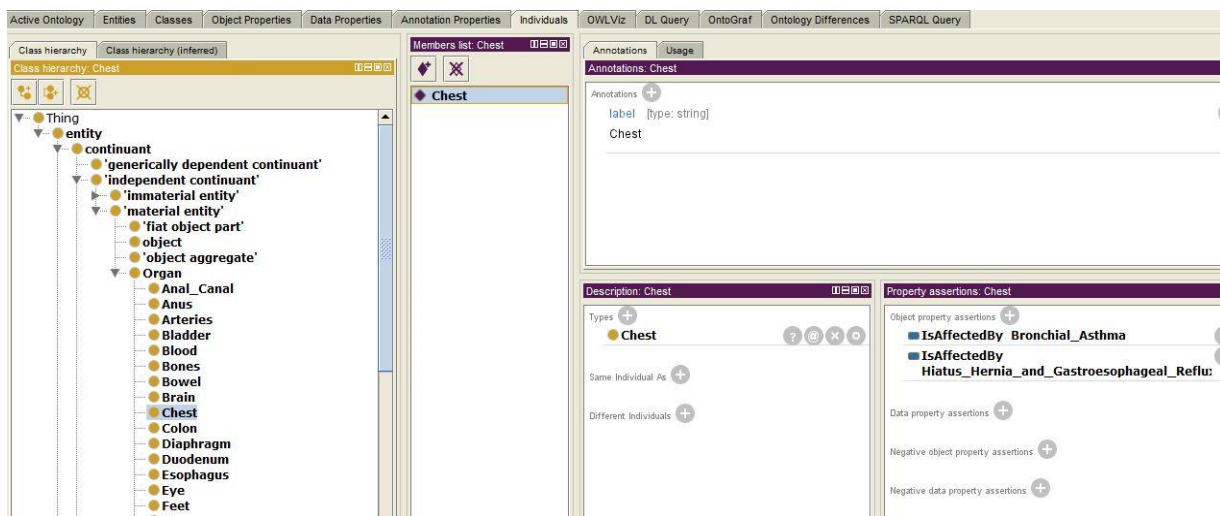 Active Ontology Entities Classes Object Properties Data Properties Annotation Properties Individuals OWLViz DL Query OntoGraf Ontology Differences SPARQL Query
Class hierarchy Class hierarchy (inferred)
Class hierarchy: Chest
Thing
entity
continuant
'generically dependent continuant'
'independent continuant'
'immaterial entity'
'material entity'
'fiat object part'
object
'object aggregate'
Organ
Anal_Canal
Anus
Arteries
Bladder
Blood
Bones
Bowel
Brain
Chest
Colon
Diaphragm
Duodenum
Esophagus
Eye
Feet
Members list: Chest
Chest
Annotations Usage
Annotations: Chest
Annotations
label [type: string]
Chest
Description: Chest
Types
Chest
Same Individual As
Different Individuals
Property assertions: Chest
Object property assertions
IsAffectedBy Bronchial_Asthma
IsAffectedBy
Hiatus_Hernia_and_Gastroesophageal_Reflu
Data property assertions
Negative object property assertions
Negative data property assertions